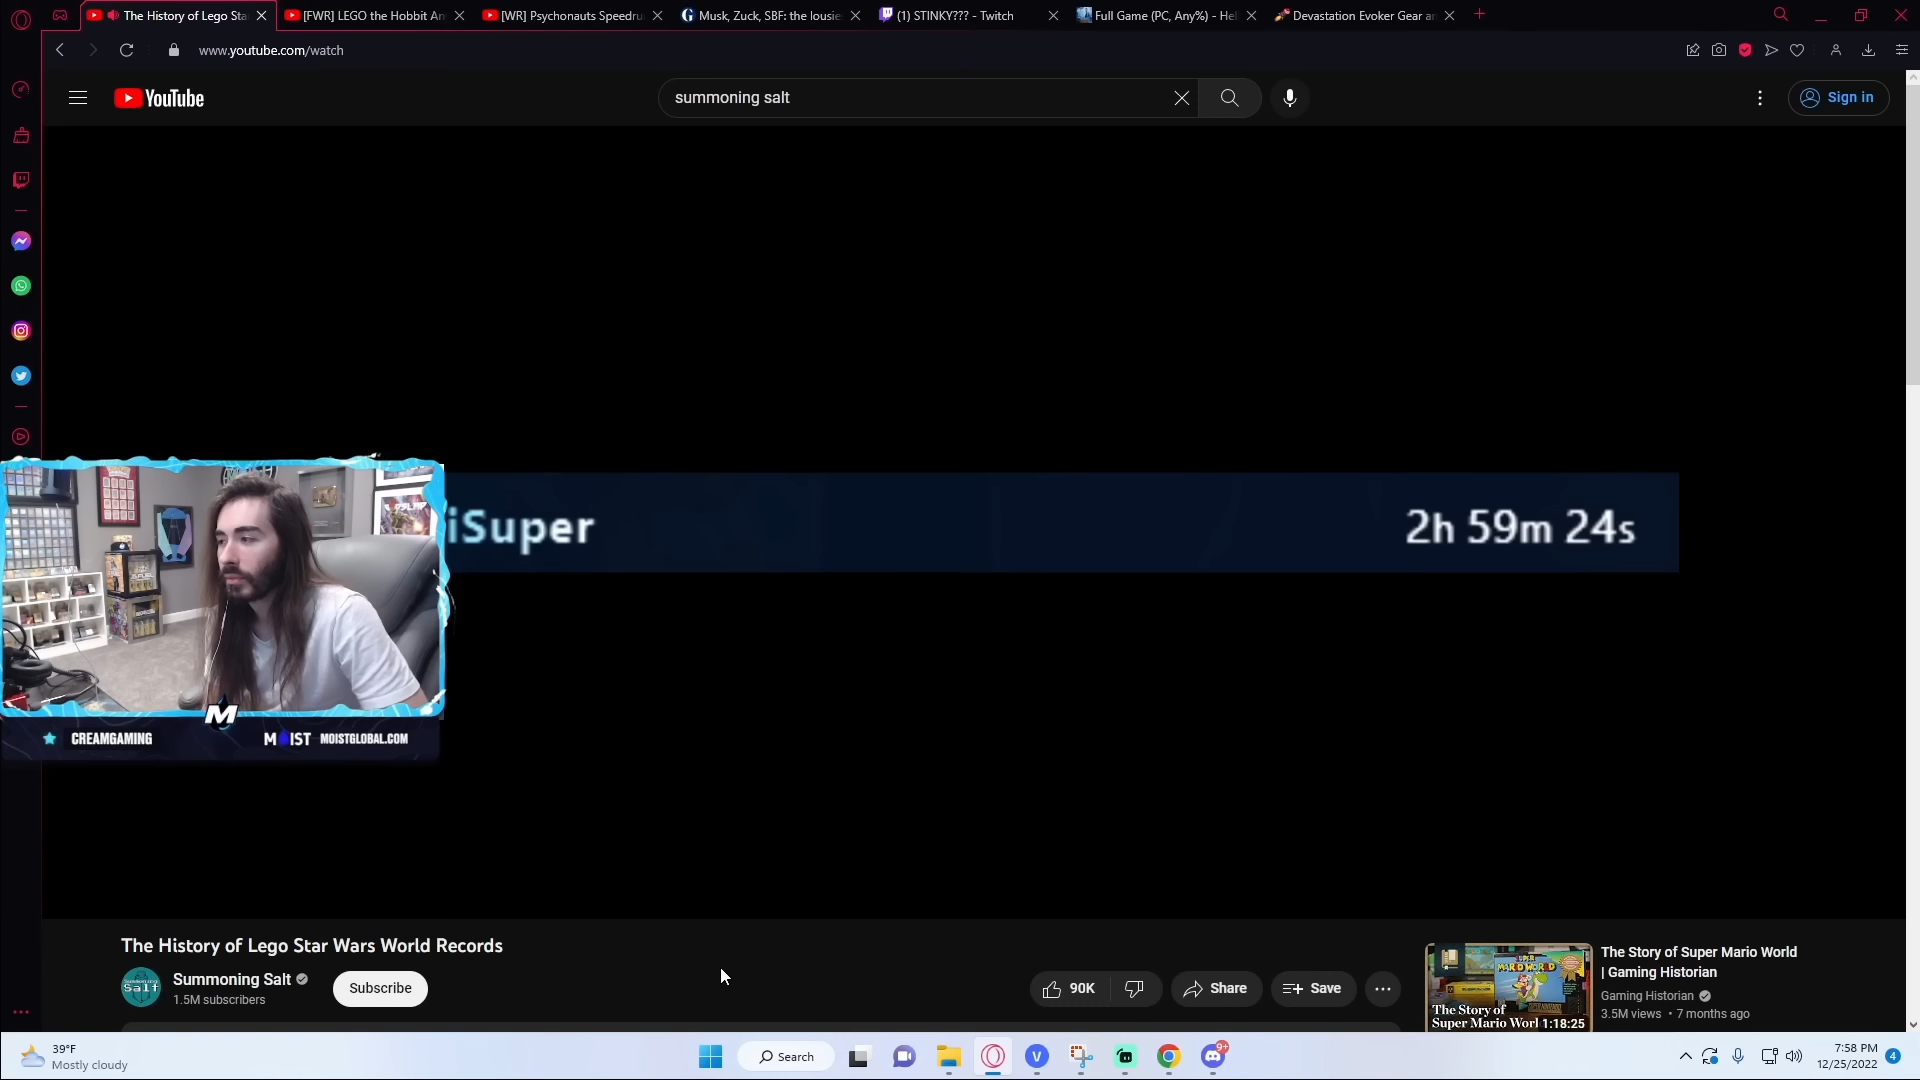 The History of Lego Sta
[FWR] LEGO the Hobbit An
[WR] Psychonauts Speedru
Musk, Zuck, SBF: the lousie
(1) STINKY??? - Twitch
Full Game (PC, Any%) - Hel
Devastation Evoker Gear a
www.youtube.com/watch
YouTube
summoning salt
Sign in
iSuper
2h 59m 24s
M
CREAMGAMING
MOIST
MOISTGLOBAL.COM
The History of Lego Star Wars World Records
Summoning Salt
1.5M subscribers
Subscribe
90K
Share
Save
The Story of
Super Mario Worl
1:18:25
The Story of Super Mario World
| Gaming Historian
Gaming Historian
3.5M views • 7 months ago
39°F
Mostly cloudy
Search
9+
7:58 PM
12/25/2022
4